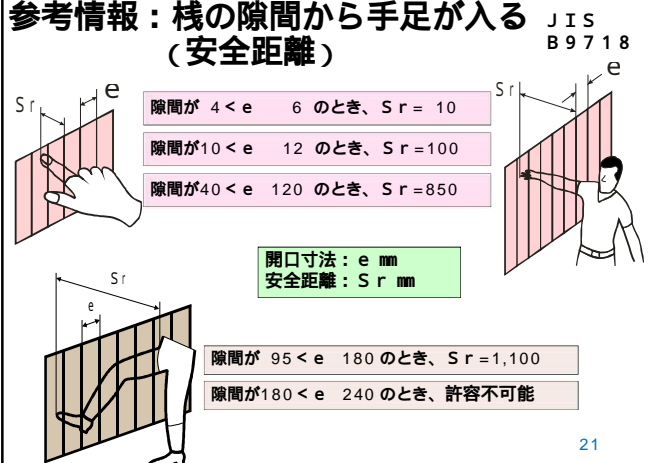 参考情報：桟の隙間から手足が入る
（安全距離）
ＪＩＳ
Ｂ９７１８
Ｓｒ
ｅ
Ｓｒ
ｅ
隙間が 4＜ｅ　6 のとき、Ｓｒ＝ 10
隙間が10＜ｅ　12 のとき、Ｓｒ＝100
隙間が40＜ｅ　120 のとき、Ｓｒ＝850
開口寸法：ｅ ㎜
安全距離：Ｓｒ ㎜
Ｓｒ
ｅ
隙間が 95＜ｅ　180 のとき、Ｓｒ＝1,100
隙間が180＜ｅ　240 のとき、許容不可能
21